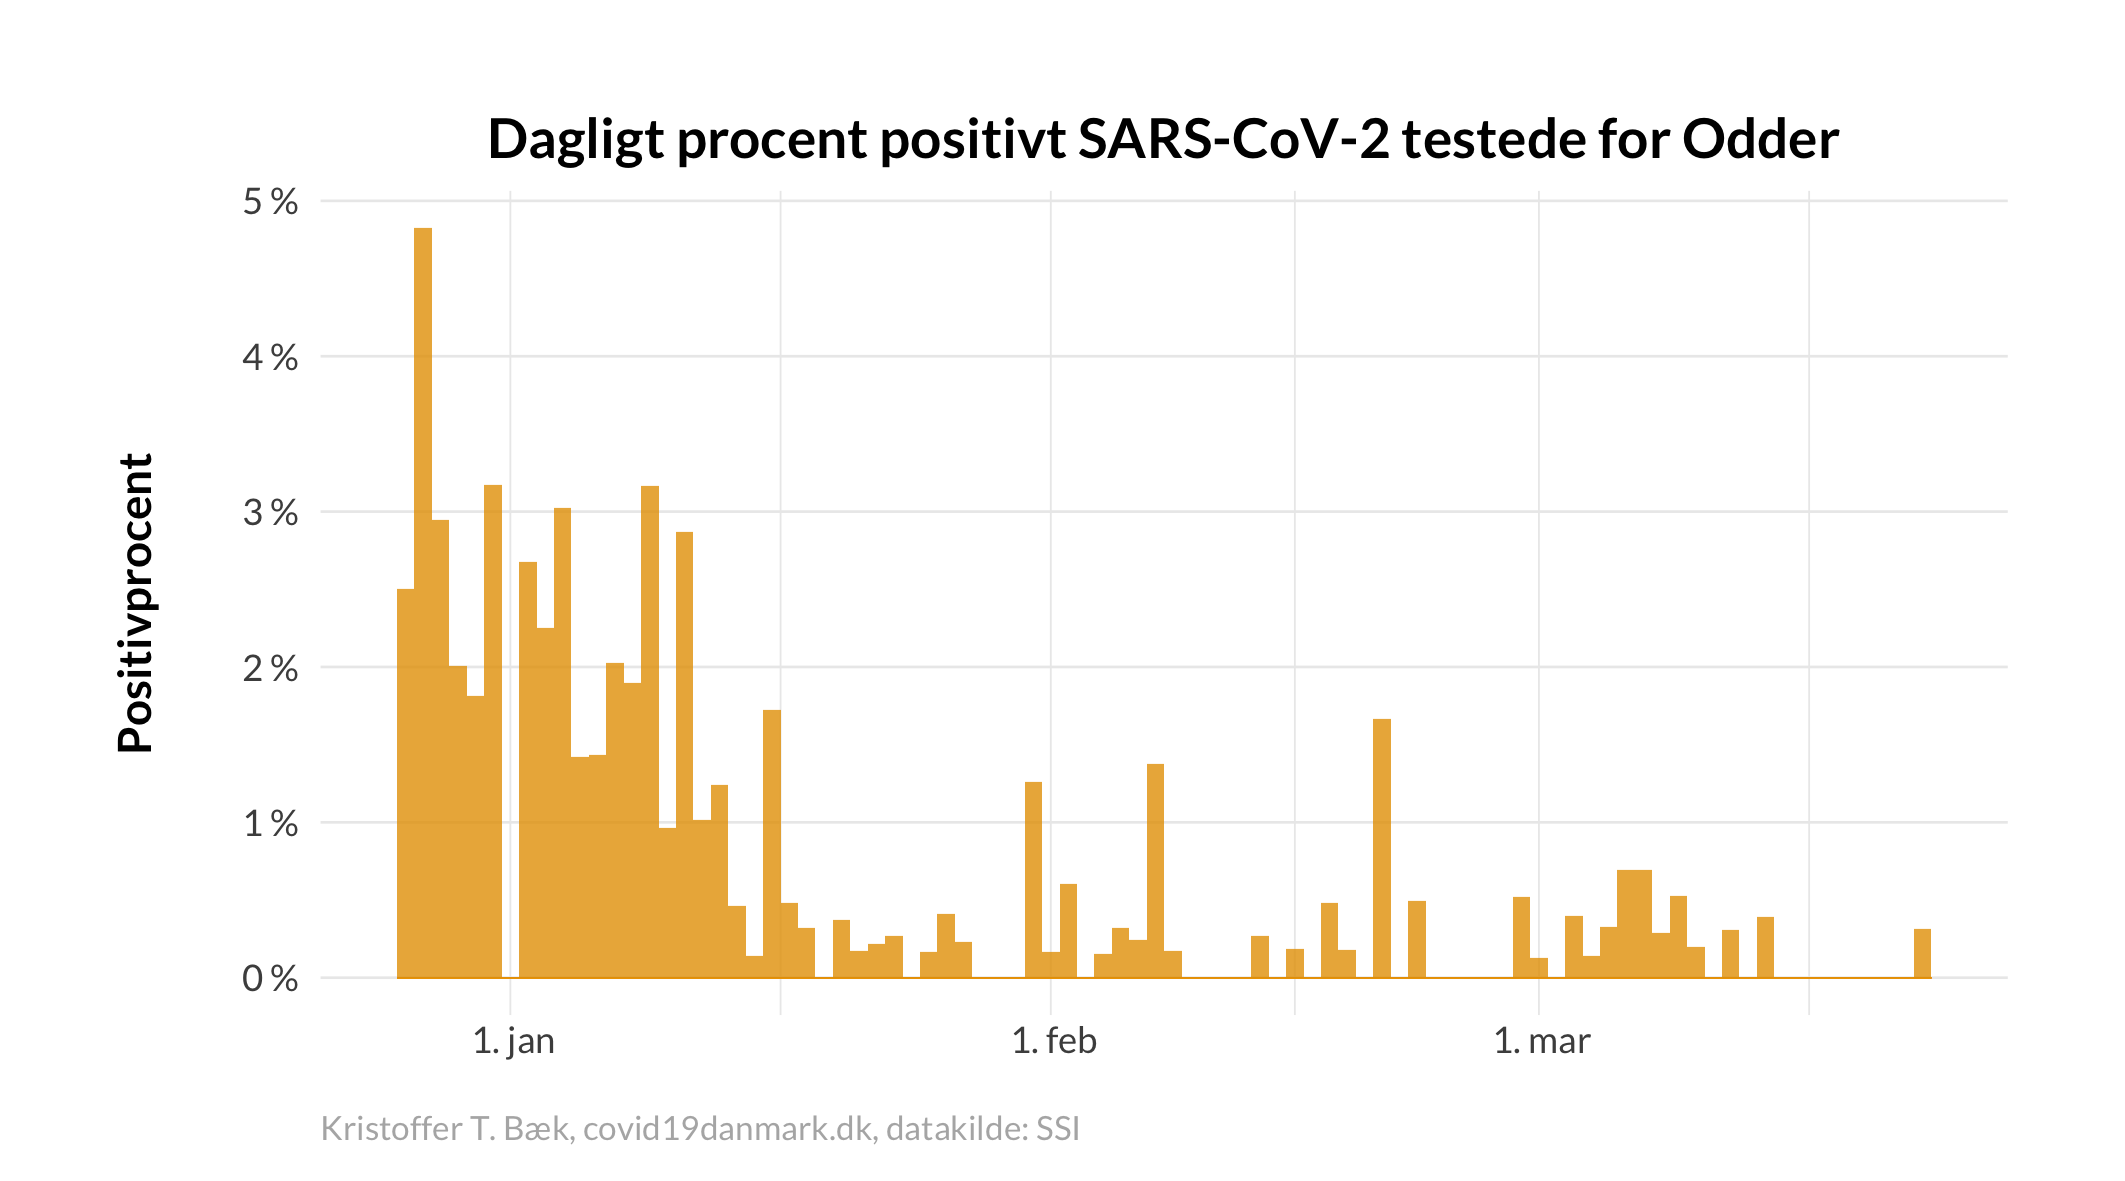 Dagligt procent positivt SARS-CoV-2 testede for Odder
Positivprocent
5 %
4 %
3 %
2 %
1 %
0 %
1. jan
1. feb
1. mar
Kristoffer T. Bæk, covid19danmark.dk, datakilde: SSI